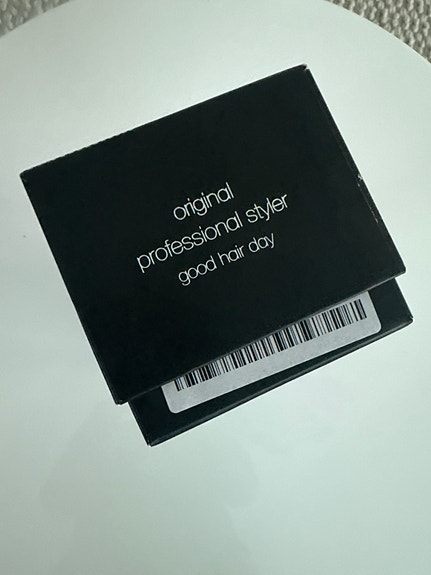 original
professional styler
good hair day